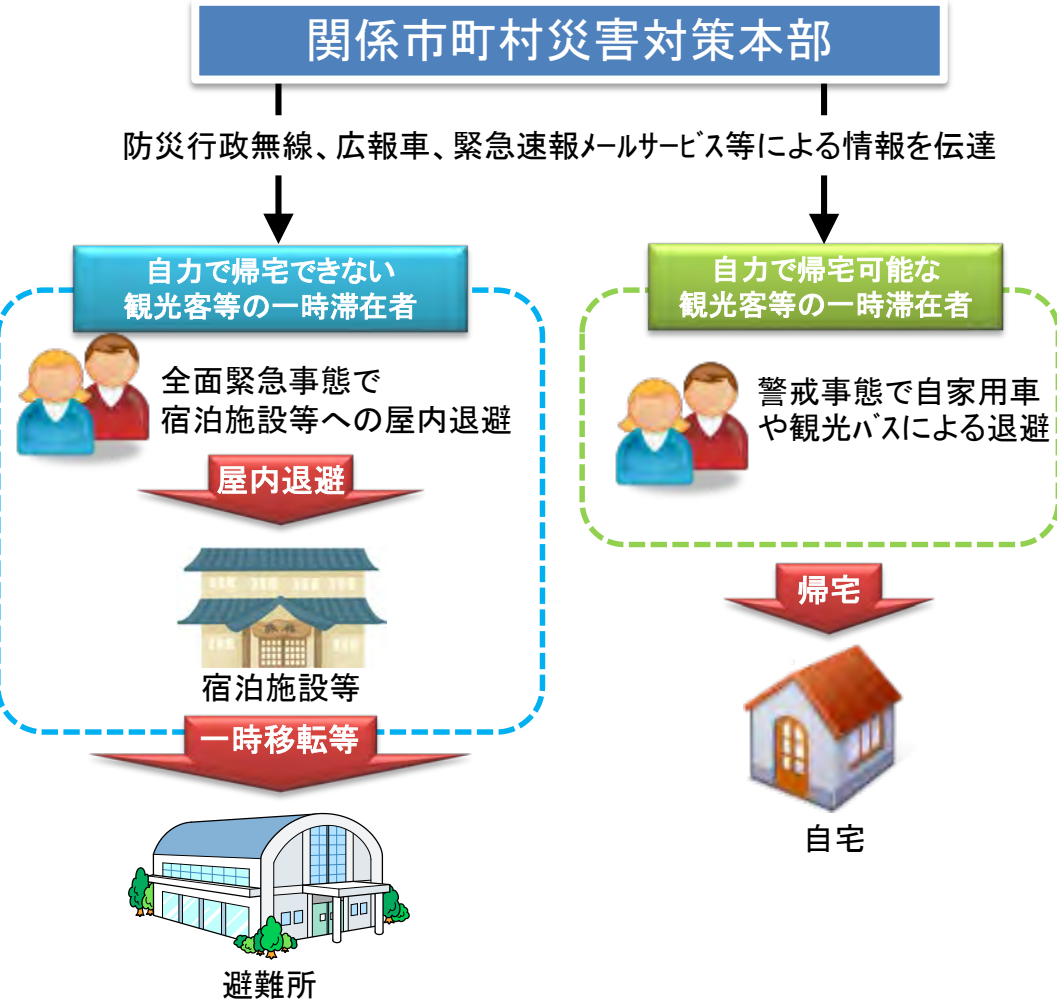 関係市町村災害対策本部
防災行政無線、広報車、緊急速報ﾒｰﾙｻｰﾋﾞｽ等による情報を伝達
自力で帰宅できない
観光客等の一時滞在者
全面緊急事態で
宿泊施設等への屋内退避
屋内退避
宿泊施設等
一時移転等
避難所
自力で帰宅可能な
観光客等の一時滞在者
警戒事態で自家用車
や観光ﾊﾞｽによる退避
帰宅
自宅